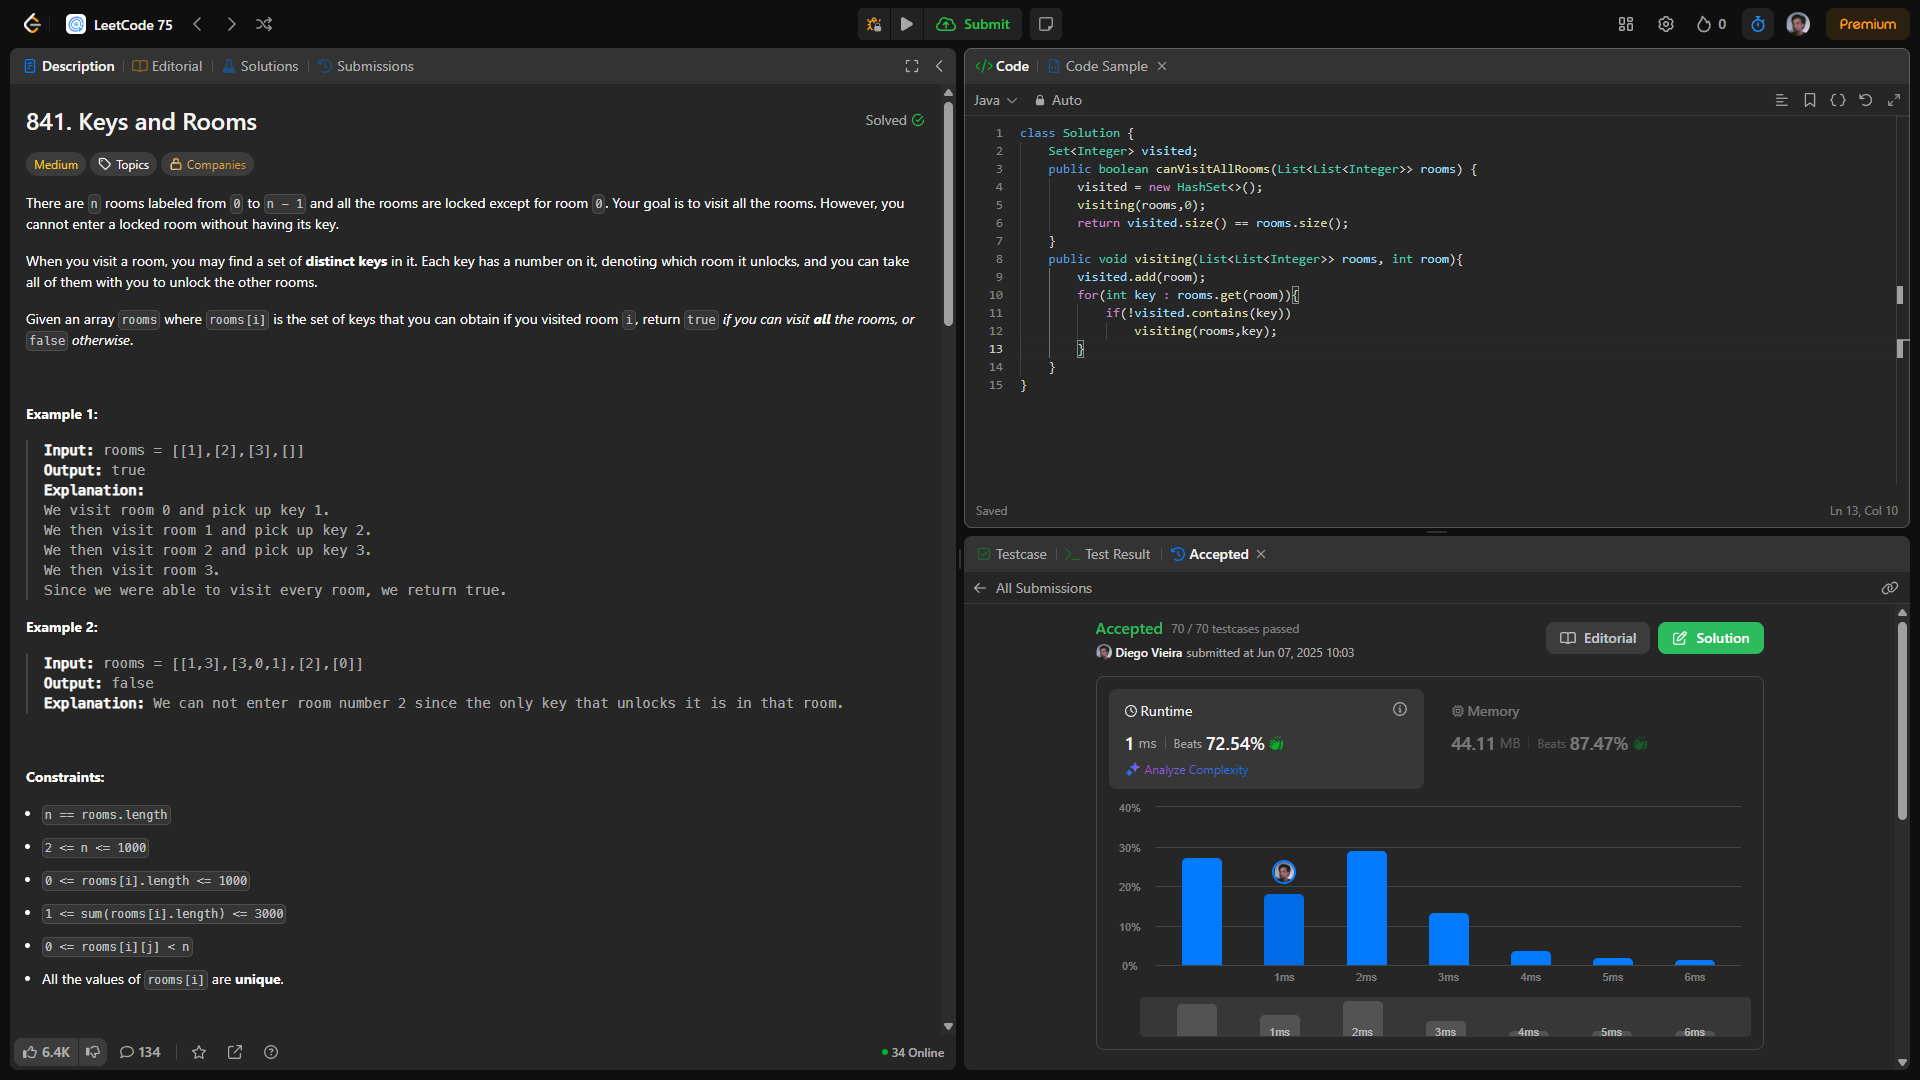 LeetCode 75
Submit
0
Premium
Description
Editorial
Solutions
Submissions
841. Keys and Rooms
Solved
Medium
Topics
Companies
There are n rooms labeled from 0 to n - 1 and all the rooms are locked except for room 0. Your goal is to visit all the rooms. However, you
cannot enter a locked room without having its key.
When you visit a room, you may find a set of distinct keys in it. Each key has a number on it, denoting which room it unlocks, and you can take
all of them with you to unlock the other rooms.
Given an array rooms where rooms[i] is the set of keys that you can obtain if you visited room i, return true if you can visit all the rooms, or
false otherwise.
Example 1:
Input: rooms = [[1],[2],[3],[]]
Output: true
Explanation:
We visit room 0 and pick up key 1.
We then visit room 1 and pick up key 2.
We then visit room 2 and pick up key 3.
We then visit room 3.
Since we were able to visit every room, we return true.
Example 2:
Input: rooms = [[1,3],[3,0,1],[2],[0]]
Output: false
Explanation: We can not enter room number 2 since the only key that unlocks it is in that room.
Constraints:
• n == rooms.length
• 2 <= n <= 1000
• 0 <= rooms[i].length <= 1000
• 1 <= sum(rooms[i].length) <= 3000
• 0 <= rooms[i][j] < n
• All the values of rooms[i] are unique.
6.4K
134
34 Online
</> Code
Code Sample
Java
Auto
1 class Solution {
2 Set<Integer> visited;
3 public boolean canVisitAllRooms(List<List<Integer>> rooms) {
4 visited = new HashSet<>();
5 visiting(rooms,0);
6 return visited.size() == rooms.size();
7 }
8 public void visiting(List<List<Integer>> rooms, int room){
9 visited.add(room);
10 for(int key : rooms.get(room)){
11 if(!visited.contains(key))
12 visiting(rooms,key);
13 }
14 }
15 }
Saved
Ln 13, Col 10
Testcase
Test Result
Accepted
All Submissions
Accepted 70 / 70 testcases passed
Diego Vieira submitted at Jun 07, 2025 10:03
Editorial
Solution
Runtime
1 ms Beats 72.54%
Analyze Complexity
Memory
44.11 MB Beats 87.47%
40%
30%
20%
10%
0%
1ms
2ms
3ms
4ms
5ms
6ms
1ms
2ms
3ms
4ms
5ms
6ms